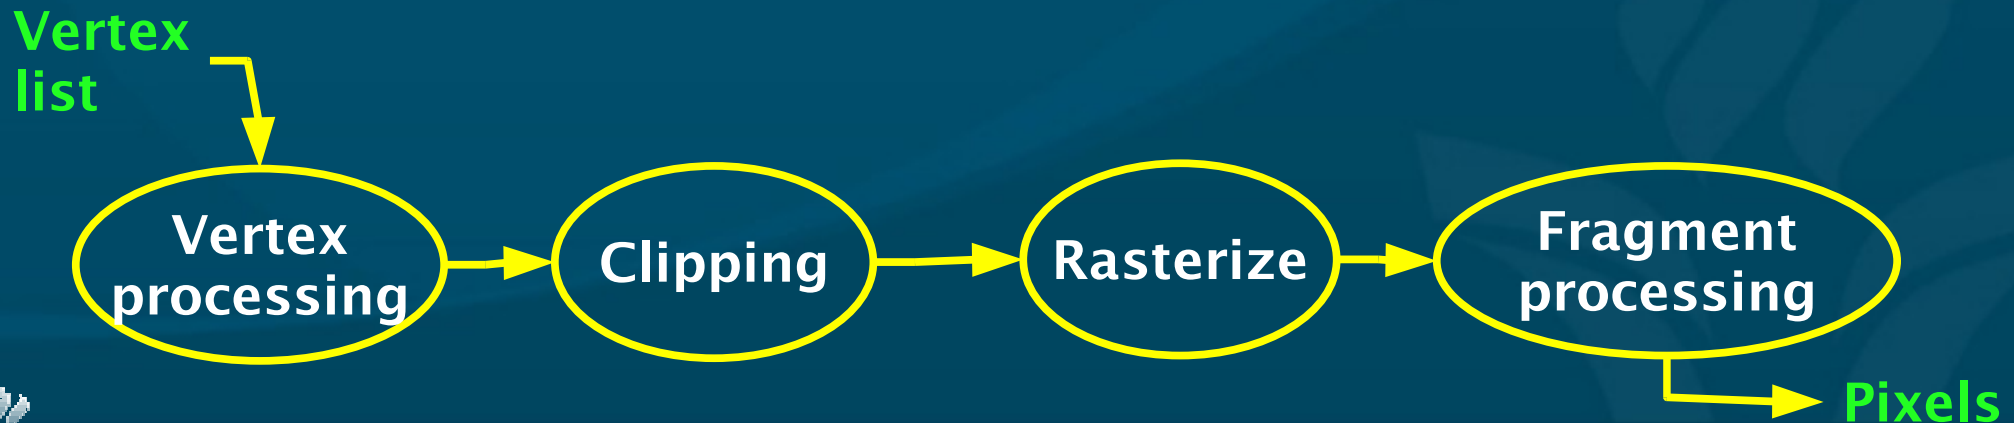 Vertex
list
Vertex
processing
Clipping
Rasterize
Fragment
processing
Pixels